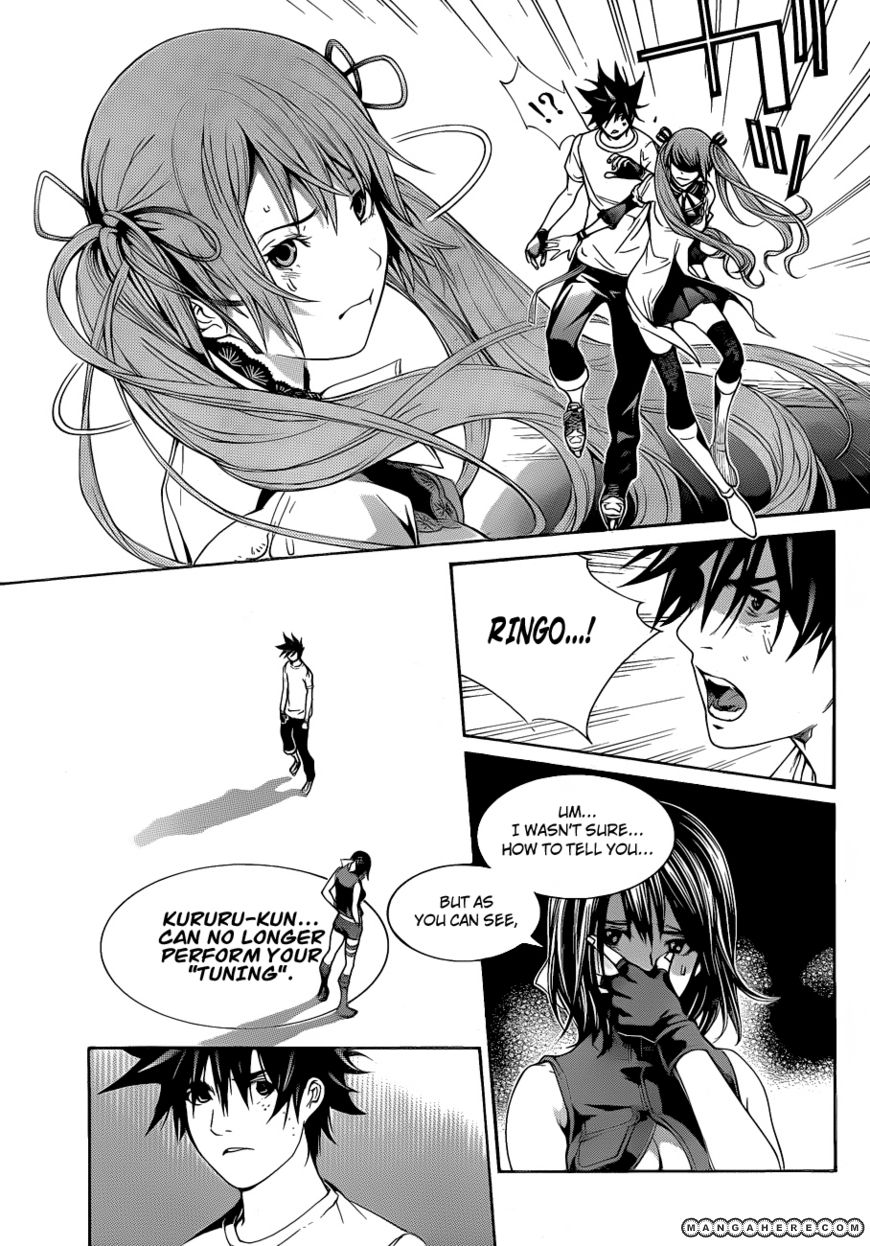 !?
RINGO...!
UM...
I WASN'T SURE...
HOW TO TELL YOU...
BUT AS
YOU CAN SEE,
KURURU-KUN...
CAN NO LONGER
PERFORM YOUR
"TUNING".
MANGAHERE.COM